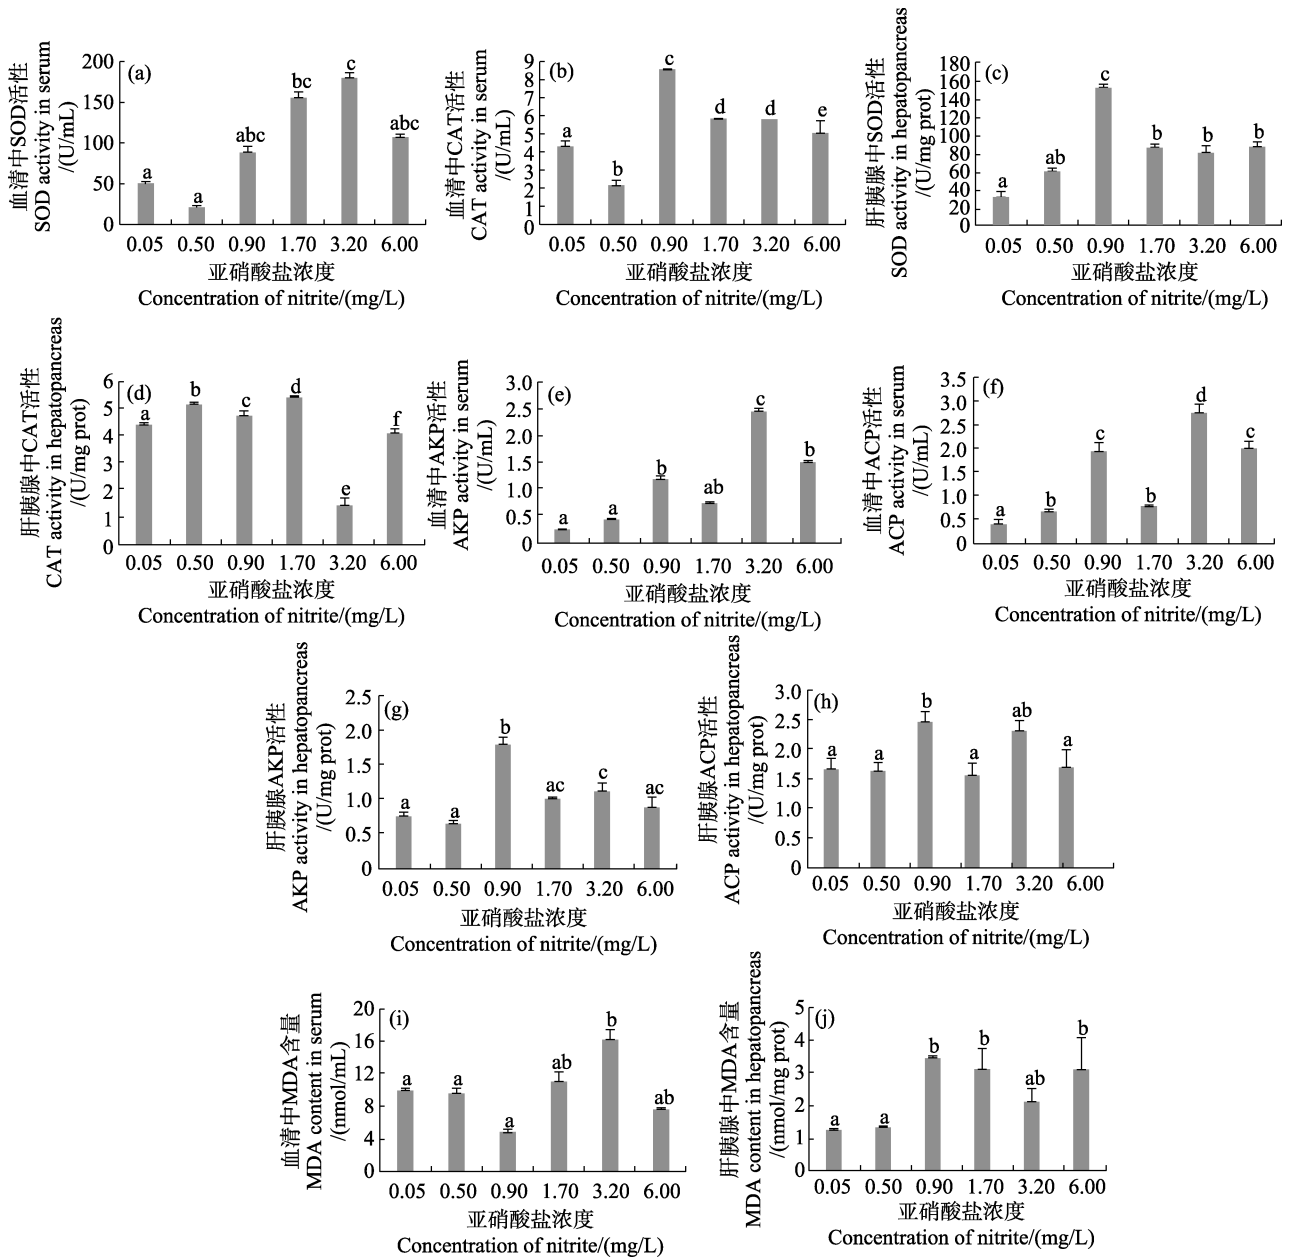 血清中SOD活性
SOD activity in serum
/(U/mL)
(a)
200
150
100
50
0
a
a
abc
bc
c
abc
0.05 0.50 0.90 1.70 3.20 6.00
亚硝酸盐浓度
Concentration of nitrite/(mg/L)
血清中CAT活性
CAT activity in serum
/(U/mL)
(b)
9
8
7
6
5
4
3
2
1
0
a
b
c
d
d
e
0.05 0.50 0.90 1.70 3.20 6.00
亚硝酸盐浓度
Concentration of nitrite/(mg/L)
肝胰腺中SOD活性
SOD activity in hepatopancreas
/(U/mg prot)
(c)
180
160
140
120
100
80
60
40
20
0
a
ab
c
b
b
b
0.05 0.50 0.90 1.70 3.20 6.00
亚硝酸盐浓度
Concentration of nitrite/(mg/L)
肝胰腺中CAT活性
CAT activity in hepatopancreas
/(U/mg prot)
(d)
6
5
4
3
2
1
0
a
b
c
d
e
f
0.05 0.50 0.90 1.70 3.20 6.00
亚硝酸盐浓度
Concentration of nitrite/(mg/L)
血清中AKP活性
AKP activity in serum
/(U/mL)
(e)
3.0
2.5
2.0
1.5
1.0
0.5
0
a
a
b
ab
c
b
0.05 0.50 0.90 1.70 3.20 6.00
亚硝酸盐浓度
Concentration of nitrite/(mg/L)
血清中ACP活性
ACP activity in serum
/(U/mL)
(f)
3.5
3.0
2.5
2.0
1.5
1.0
0.5
0
a
b
c
b
d
c
0.05 0.50 0.90 1.70 3.20 6.00
亚硝酸盐浓度
Concentration of nitrite/(mg/L)
肝胰腺AKP活性
AKP activity in hepatopancreas
/(U/mg prot)
(g)
2.5
2.0
1.5
1.0
0.5
0
a
a
b
ac
c
ac
0.05 0.50 0.90 1.70 3.20 6.00
亚硝酸盐浓度
Concentration of nitrite/(mg/L)
肝胰腺ACP活性
ACP activity in hepatopancreas
/(U/mg prot)
(h)
3.0
2.5
2.0
1.5
1.0
0.5
0
a
a
b
a
ab
a
0.05 0.50 0.90 1.70 3.20 6.00
亚硝酸盐浓度
Concentration of nitrite/(mg/L)
血清中MDA含量
MDA content in serum
/(nmol/mL)
(i)
20
16
12
8
4
0
a
a
a
ab
b
ab
0.05 0.50 0.90 1.70 3.20 6.00
亚硝酸盐浓度
Concentration of nitrite/(mg/L)
肝胰腺中MDA含量
MDA content in hepatopancreas
/(nmol/mg prot)
(j)
5
4
3
2
1
0
a
a
b
b
ab
b
0.05 0.50 0.90 1.70 3.20 6.00
亚硝酸盐浓度
Concentration of nitrite/(mg/L)